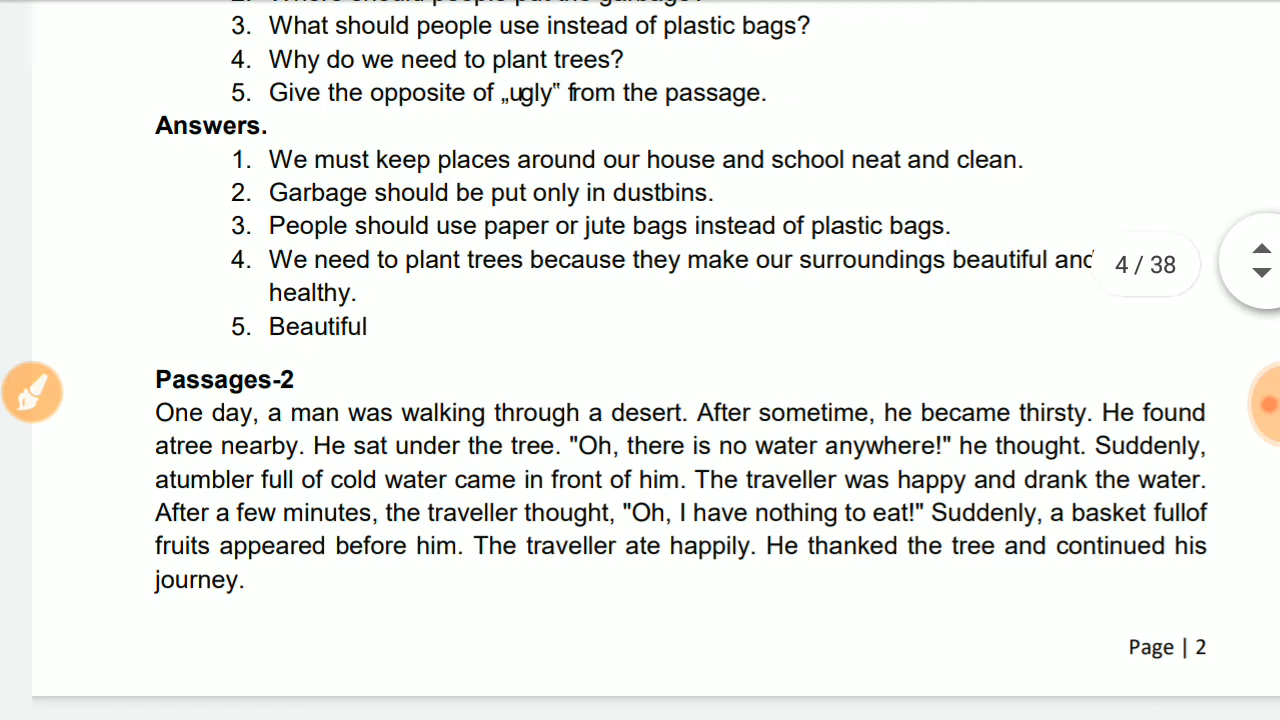 2. Where should people put the garbage?
3. What should people use instead of plastic bags?
4. Why do we need to plant trees?
5. Give the opposite of „ugly‟ from the passage.
Answers.
1. We must keep places around our house and school neat and clean.
2. Garbage should be put only in dustbins.
3. People should use paper or jute bags instead of plastic bags.
4. We need to plant trees because they make our surroundings beautiful and
4 / 38
healthy.
5. Beautiful
Passages-2
One day, a man was walking through a desert. After sometime, he became thirsty. He found
atree nearby. He sat under the tree. "Oh, there is no water anywhere!" he thought. Suddenly,
atumbler full of cold water came in front of him. The traveller was happy and drank the water.
After a few minutes, the traveller thought, "Oh, I have nothing to eat!" Suddenly, a basket fullof
fruits appeared before him. The traveller ate happily. He thanked the tree and continued his
journey.
Page | 2